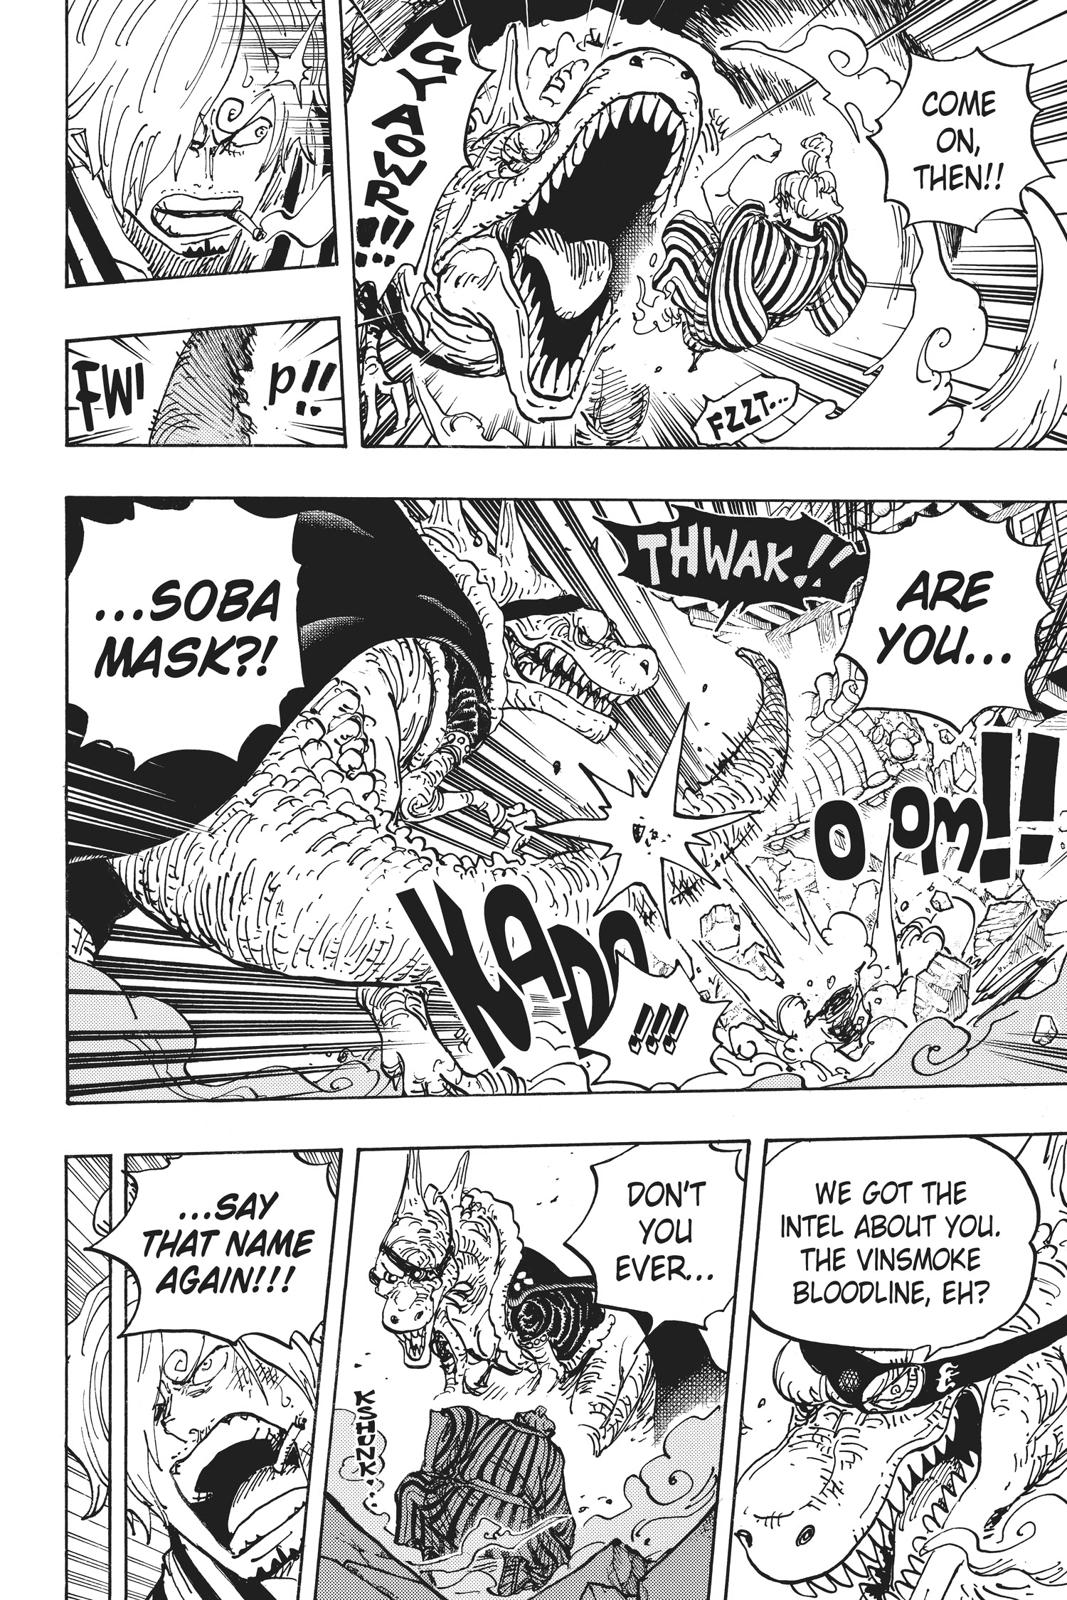 COME
ON,
THEN!!
GYAOWR!!!
FZZT...
FWI
P!!
ARE
YOU...
THWAK!!
...SOBA
MASK?!
KADO
OOM!!
!!!
WE GOT THE
INTEL ABOUT YOU.
THE VINSMOKE
BLOODLINE, EH?
DON'T
YOU
EVER...
KSHUNK...
...SAY
THAT NAME
AGAIN!!!